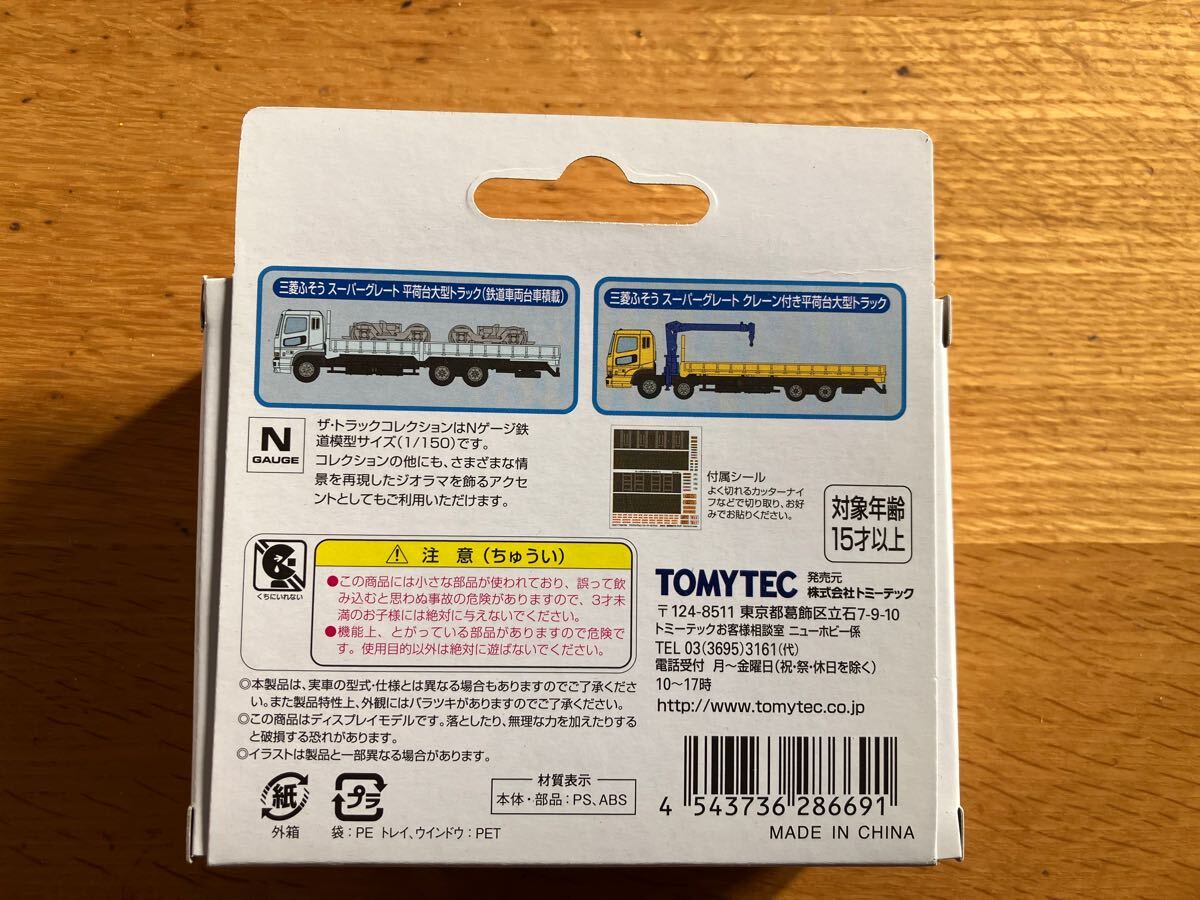 三菱ふそう スーパーグレート 平荷台大型トラック(鉄道車両台車積載)
三菱ふそう スーパーグレート クレーン付き平荷台大型トラック
N
GAUGE
ザ・トラックコレクションはNゲージ鉄
道模型サイズ(1/150)です。
コレクションの他にも、さまざまな情
景を再現したジオラマを飾るアクセ
ントとしてもご利用いただけます。
付属シール
よく切れるカッターナイ
フなどで切り取り、お好
みでお貼りください。
対象年齢
15才以上
くちにいれない
注 意(ちゅうい)
●この商品には小さな部品が使われており、誤って飲
み込むと思わぬ事故の危険がありますので、3才未
満のお子様には絶対に与えないでください。
●機能上、とがっている部品がありますので危険で
す。使用目的以外は絶対に遊ばないでください。
◎本製品は、実車の型式・仕様とは異なる場合もありますのでご了承くださ
い。また製品特性上、外観にはバラツキがありますのでご了承ください。
◎この商品はディスプレイモデルです。落としたり、無理な力を加えたりする
と破損する恐れがあります。
◎イラストは製品と一部異なる場合があります。
TOMYTEC 発売元
株式会社トミーテック
〒124-8511 東京都葛飾区立石7-9-10
トミーテックお客様相談室 ニューホビー係
TEL 03(3695)3161(代)
電話受付 月〜金曜日(祝・祭・休日を除く)
10〜17時
http://www.tomytec.co.jp
紙
外箱
プラ
袋:PE トレイ、ウインドウ:PET
材質表示
本体・部品:PS、ABS
4 543736 286691
MADE IN CHINA